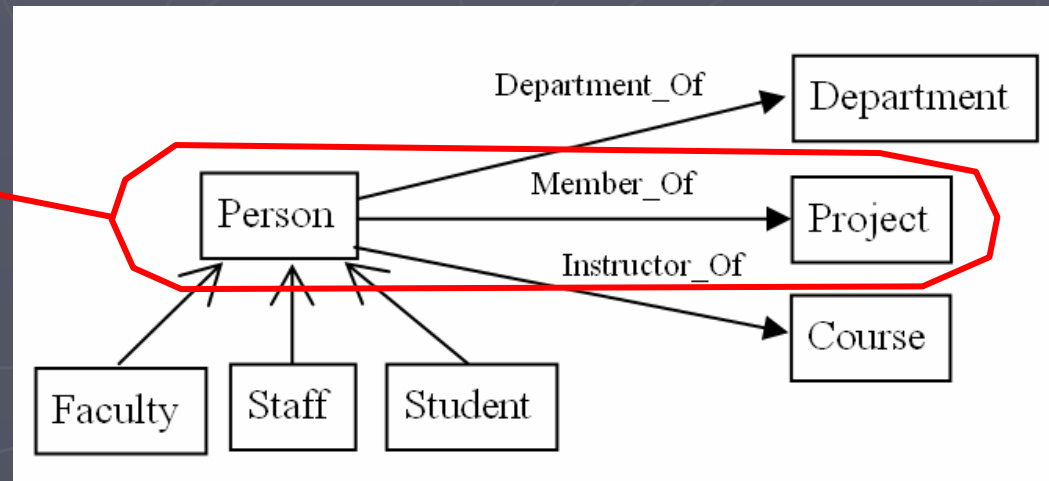 Department_Of
Department
Member_Of
Person
Project
Instructor_Of
Course
Faculty
Staff
Student